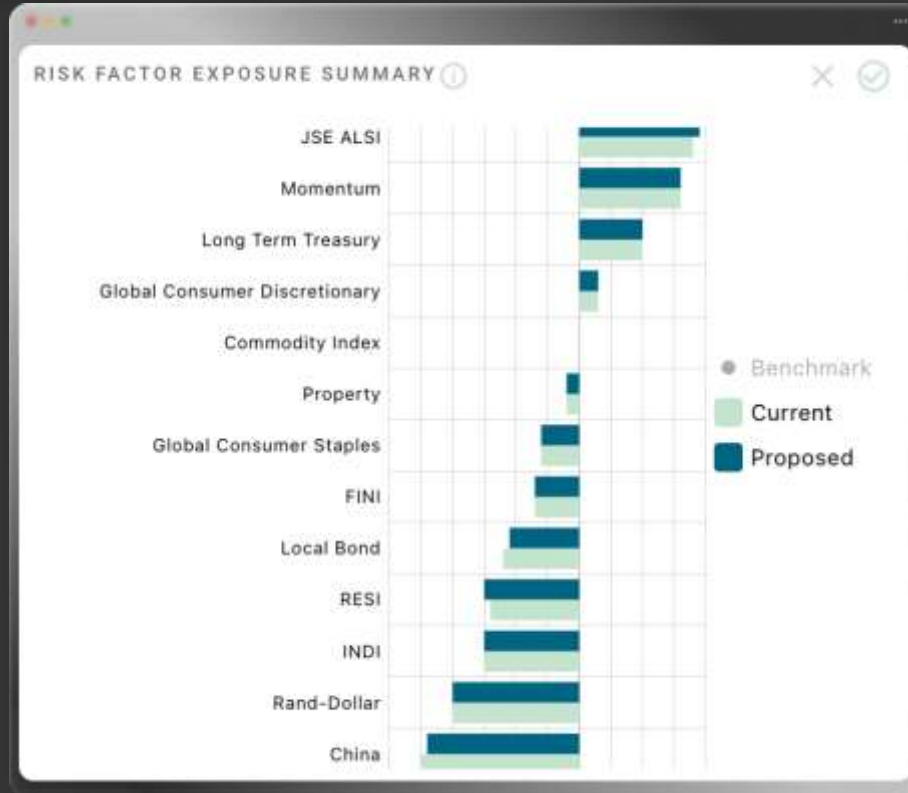 RISK FACTOR EXPOSURE SUMMARY
JSE ALSI
Momentum
Long Term Treasury
Global Consumer Discretionary
Commodity Index
Property
Global Consumer Staples
FINI
Local Bond
RESI
INDI
Rand-Dollar
China
Benchmark
Current
Proposed